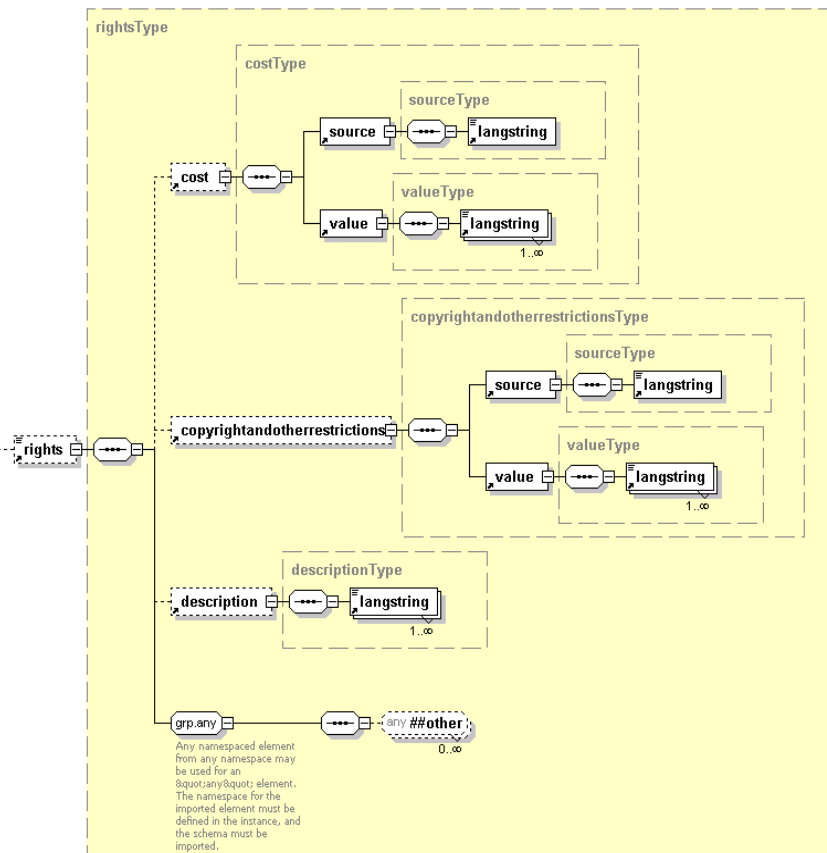 rightsType
costType
sourceType
source
langstring
cost
valueType
value
langstring
1..∞
copyrightandotherrestrictionsType
sourceType
source
langstring
copyrightandotherrestrictions
rights
valueType
value
langstring
1..∞
descriptionType
description
langstring
1..∞
grp.any
any ##other
0..∞
Any namespaced element
from any namespace may
be used for an
&quot;any&quot; element.
The namespace for the
imported element must be
defined in the instance, and
the schema must be
imported.